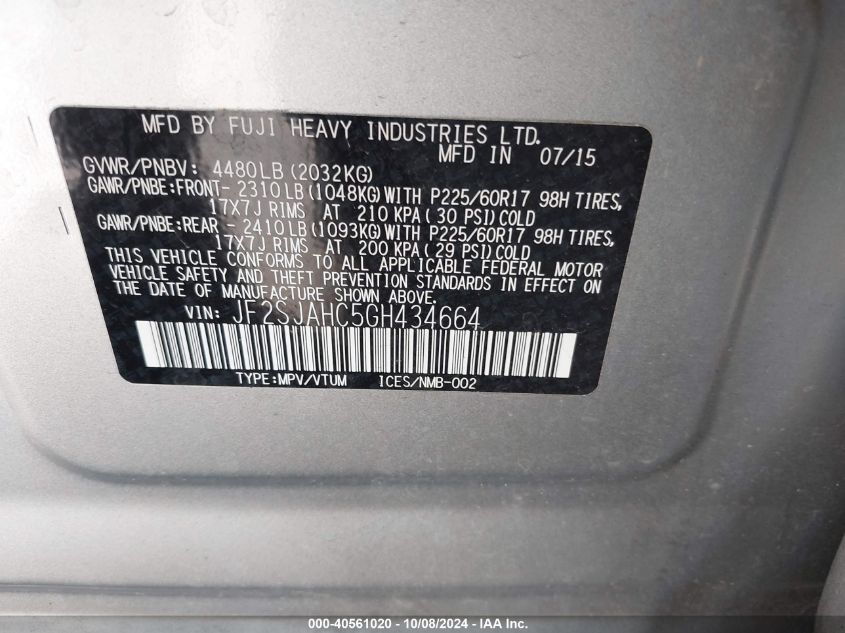 MFD BY FUJI HEAVY INDUSTRIES LTD.
MFD IN 07/15
GVWR/PNBV: 4480LB(2032KG)
GAWR/PNBE:FRONT- 2310LB(1048KG)WITH P225/60R17 98H TIRES,
17X7J RIMS AT 210 KPA( 30 PSI)COLD
GAWR/PNBE:REAR - 2410LB(1093KG)WITH P225/60R17 98H TIRES,
17X7J RIMS AT 200 KPA( 29 PSI)COLD
THIS VEHICLE CONFORMS TO ALL APPLICABLE FEDERAL MOTOR
VEHICLE SAFETY AND THEFT PREVENTION STANDARDS IN EFFECT ON
THE DATE OF MANUFACTURE SHOWN ABOVE.
VIN: JF2SJAHC5GH434664
TYPE:MPV/VTUM ICES/NMB-002
000-40561020 - 10/08/2024 - Copyright IAA, Inc.